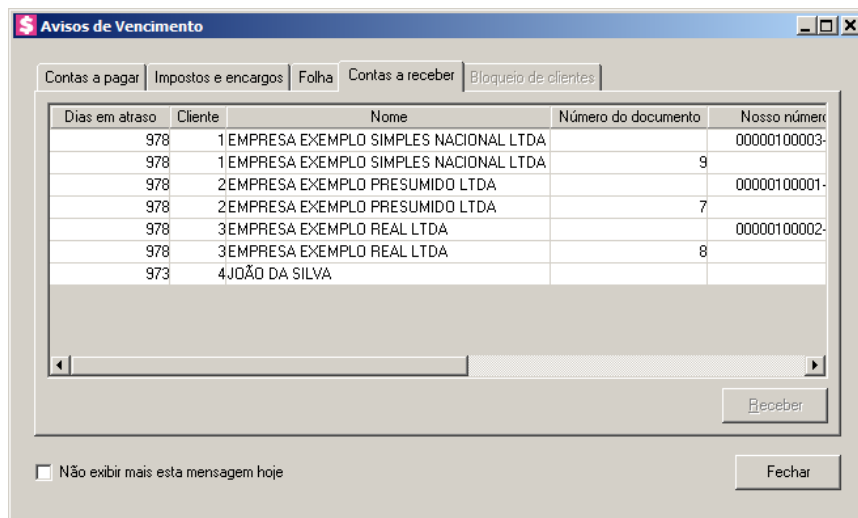 $ Avisos de Vencimento
Contas a pagar Impostos e encargos Folha Contas a receber Bloqueio de clientes
Dias em atraso Cliente Nome Número do documento Nosso número
978 1 EMPRESA EXEMPLO SIMPLES NACIONAL LTDA 00000100003-
978 1 EMPRESA EXEMPLO SIMPLES NACIONAL LTDA 9
978 2 EMPRESA EXEMPLO PRESUMIDO LTDA 00000100001-
978 2 EMPRESA EXEMPLO PRESUMIDO LTDA 7
978 3 EMPRESA EXEMPLO REAL LTDA 00000100002-
978 3 EMPRESA EXEMPLO REAL LTDA 8
973 4 JOÃO DA SILVA
Receber
Não exibir mais esta mensagem hoje
Fechar